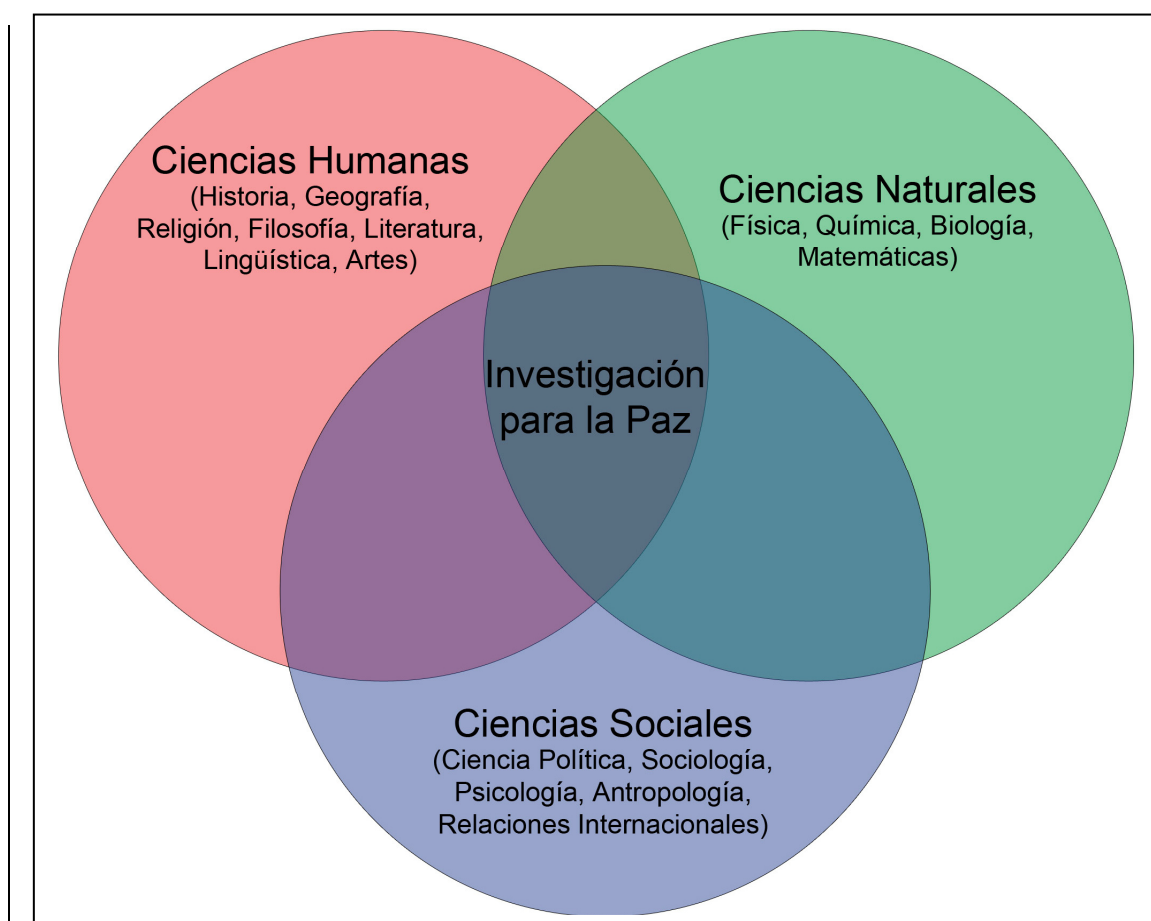 Ciencias Humanas
(Historia, Geografía,
Religión, Filosofía, Literatura,
Lingüística, Artes)
Ciencias Naturales
(Física, Química, Biología,
Matemáticas)
Investigación
para la Paz
Ciencias Sociales
(Ciencia Política, Sociología,
Psicología, Antropología,
Relaciones Internacionales)